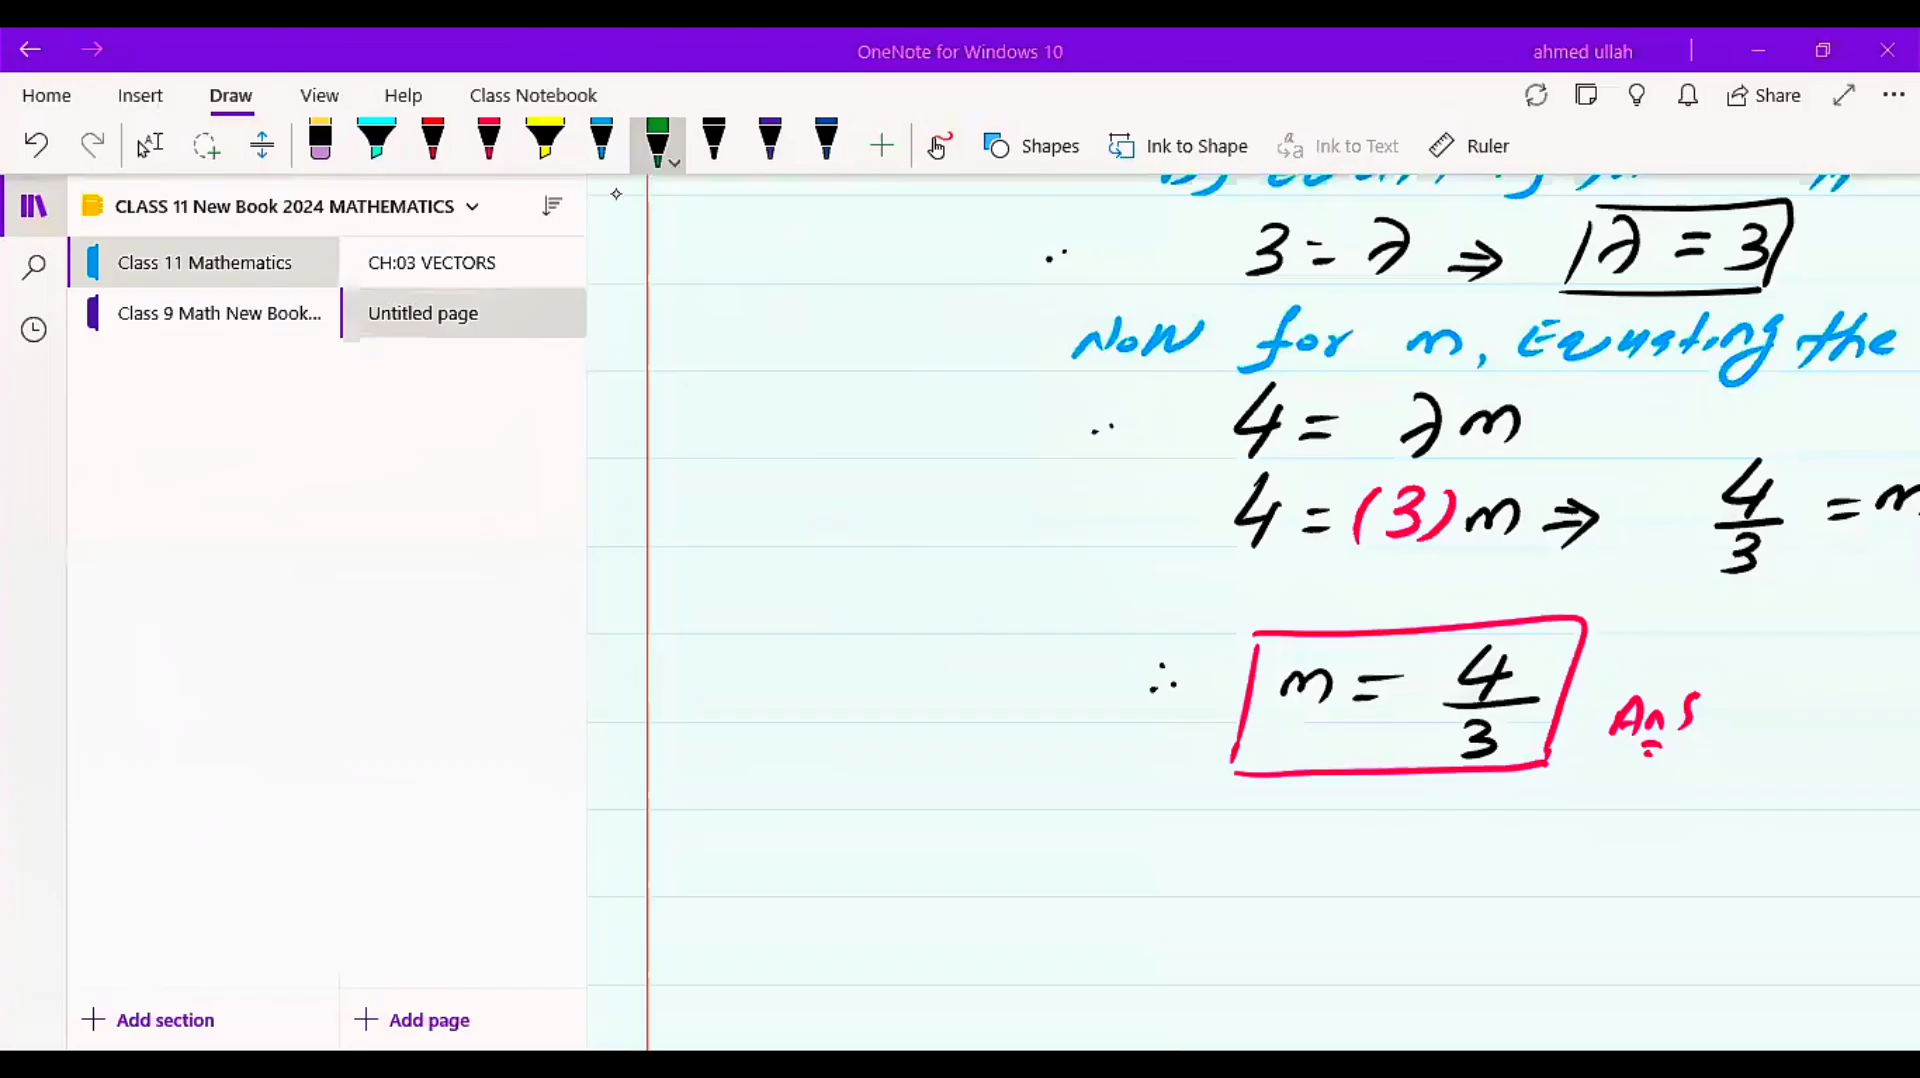 OneNote for Windows 10
ahmed ullah
Home Insert Draw View Help Class Notebook
Share
Shapes Ink to Shape Ink to Text Ruler
CLASS 11 New Book 2024 MATHEMATICS
Class 11 Mathematics
Class 9 Math New Book...
CH:03 VECTORS
Untitled page
∴ 3 = λ ⇒ λ = 3
Now for m, Equating the
∴ 4 = λm
4 = (3)m ⇒ 4/3 = m
∴ m = 4/3 Ans
Add section
Add page